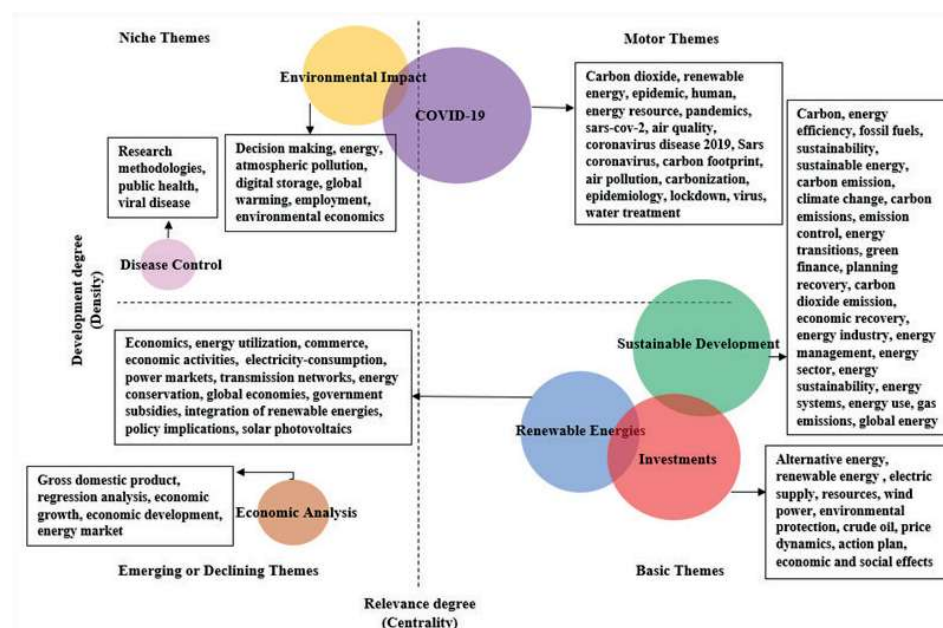 Niche Themes
Motor Themes
Environmental Impact
COVID-19
Carbon dioxide, renewable
energy, epidemic, human,
energy resource, pandemics,
sars-cov-2, air quality,
coronavirus disease 2019, Sars
coronavirus, carbon footprint,
air pollution, carbonization,
epidemiology, lockdown, virus,
water treatment
Carbon, energy
efficiency, fossil fuels,
sustainability,
sustainable energy,
carbon emission,
climate change, carbon
emissions, emission
control, energy
transitions, green
finance, planning
recovery, carbon
dioxide emission,
economic recovery,
energy industry, energy
management, energy
sector, energy
sustainability, energy
systems, energy use, gas
emissions, global energy
Research
methodologies,
public health,
viral disease
Decision making, energy,
atmospheric pollution,
digital storage, global
warming, employment,
environmental economics
Disease Control
Development degree
(Density)
Economics, energy utilization, commerce,
economic activities, electricity-consumption,
power markets, transmission networks, energy
conservation, global economies, government
subsidies, integration of renewable energies,
policy implications, solar photovoltaics
Sustainable Development
Renewable Energies
Investments
Gross domestic product,
regression analysis, economic
growth, economic development,
energy market
Economic Analysis
Alternative energy,
renewable energy , electric
supply, resources, wind
power, environmental
protection, crude oil, price
dynamics, action plan,
economic and social effects
Emerging or Declining Themes
Basic Themes
Relevance degree
(Centrality)